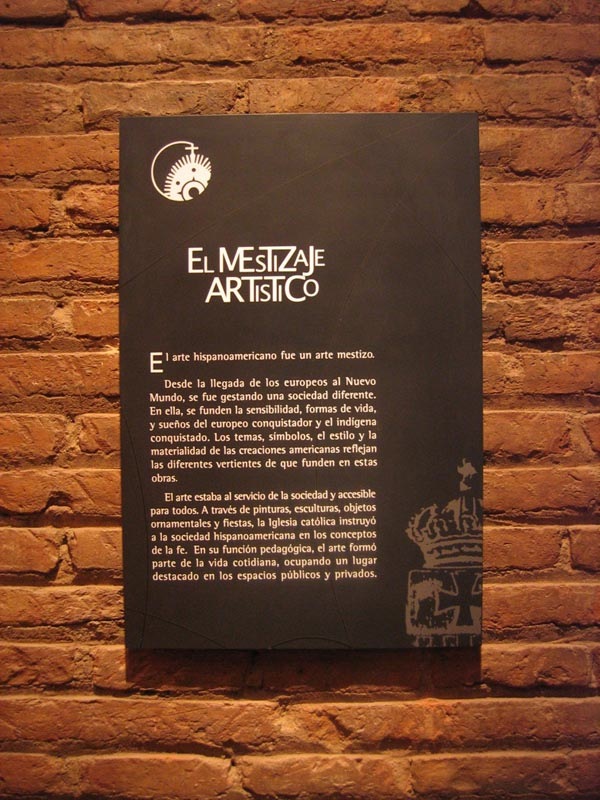 EL MESTIZAJE
ARTISTICO
El arte hispanoamericano fue un arte mestizo.
Desde la llegada de los europeos al Nuevo
Mundo, se fue gestando una sociedad diferente.
En ella, se funden la sensibilidad, formas de vida,
y sueños del europeo conquistador y el indígena
conquistado. Los temas, símbolos, el estilo y la
materialidad de las creaciones americanas reflejan
las diferentes vertientes de que funden en estas
obras.
El arte estaba al servicio de la sociedad y accesible
para todos. A través de pinturas, esculturas, objetos
ornamentales y fiestas, la Iglesia católica instruyó
a la sociedad hispanoamericana en los conceptos
de la fe. En su función pedagógica, el arte formó
parte de la vida cotidiana, ocupando un lugar
destacado en los espacios públicos y privados.